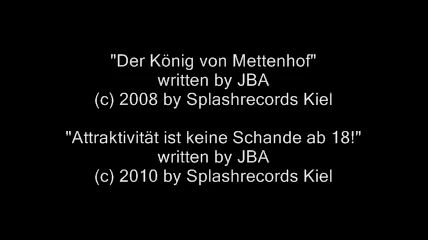 "Der König von Mettenhof"
written by JBA
(c) 2008 by Splashrecords Kiel
"Attraktivität ist keine Schande ab 18!"
written by JBA
(c) 2010 by Splashrecords Kiel